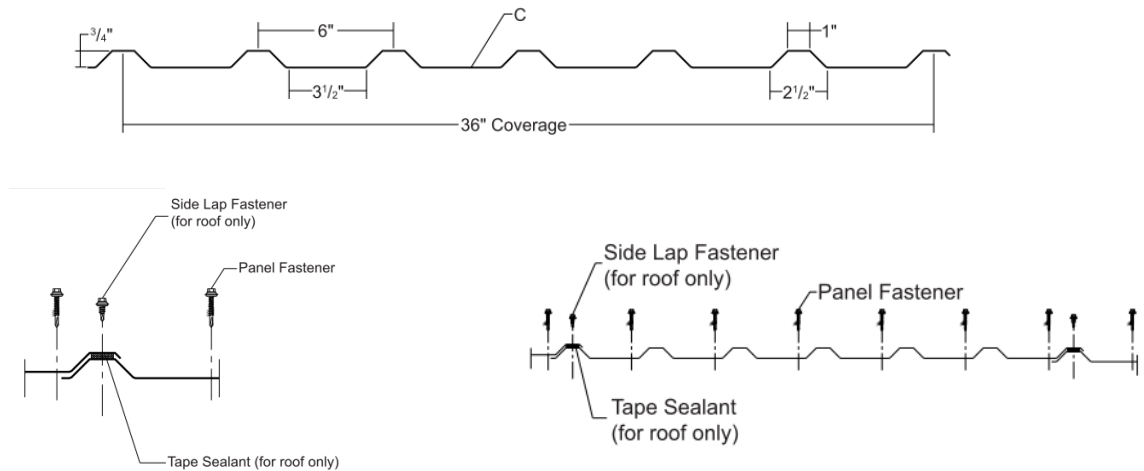 3/4"
6"
C
1"
3 1/2"
2 1/2"
36" Coverage
Side Lap Fastener
(for roof only)
Panel Fastener
Tape Sealant (for roof only)
Side Lap Fastener
(for roof only)
Panel Fastener
Tape Sealant
(for roof only)